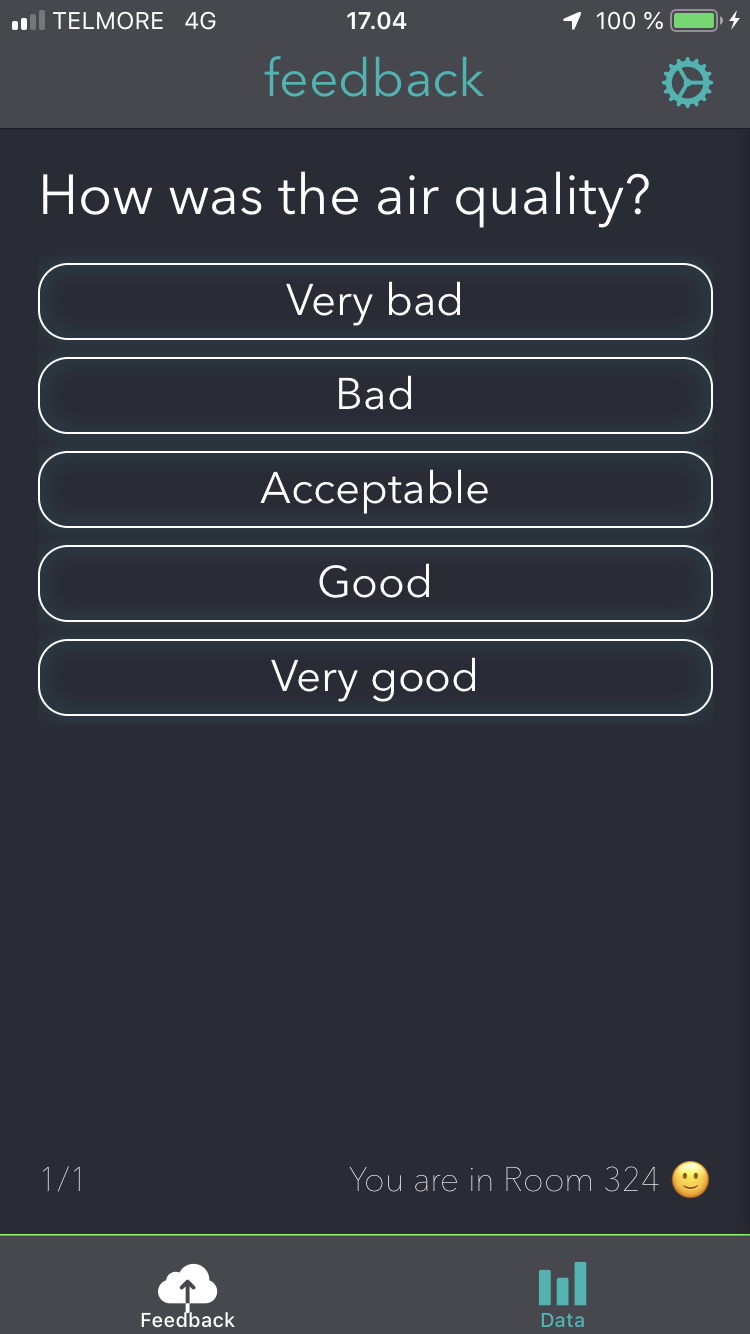 TELMORE 4G 17.04 100 %
feedback
How was the air quality?
Very bad
Bad
Acceptable
Good
Very good
1/1 You are in Room 324 🙂
Feedback Data